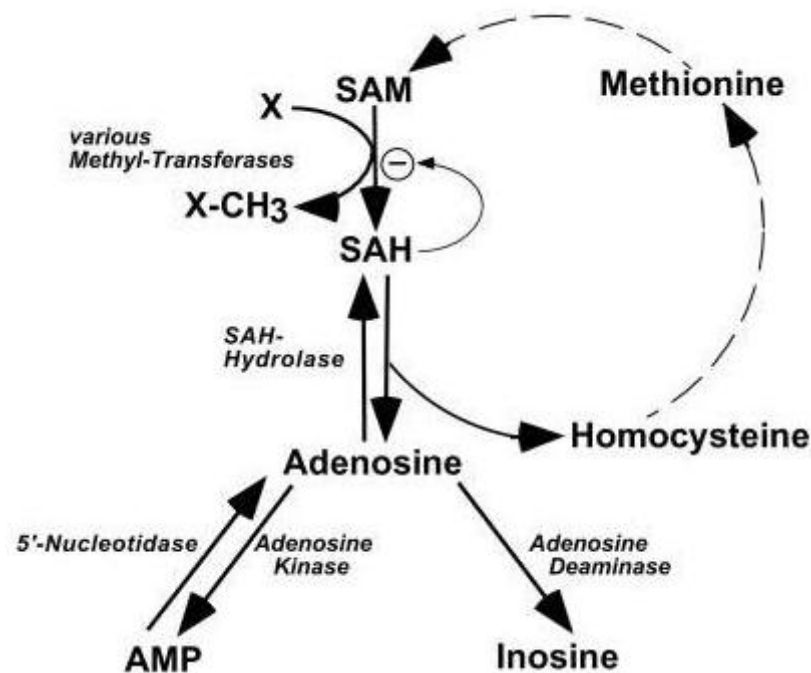 SAM
Methionine
X
various
Methyl-Transferases
−
X-CH3
SAH
SAH-
Hydrolase
Homocysteine
Adenosine
5'-Nucleotidase
Adenosine
Kinase
Adenosine
Deaminase
AMP
Inosine